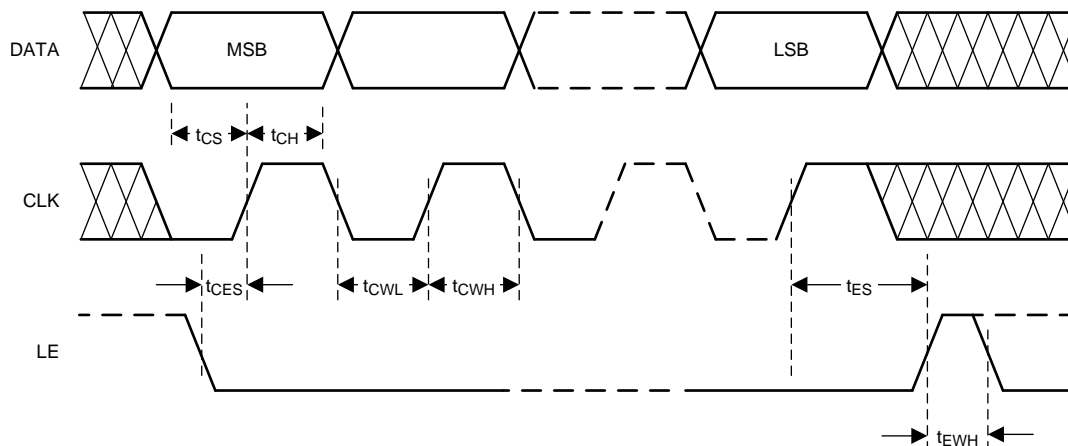 DATA
MSB
LSB
tCS
tCH
CLK
tCES
tCWL
tCWH
tES
LE
tEWH